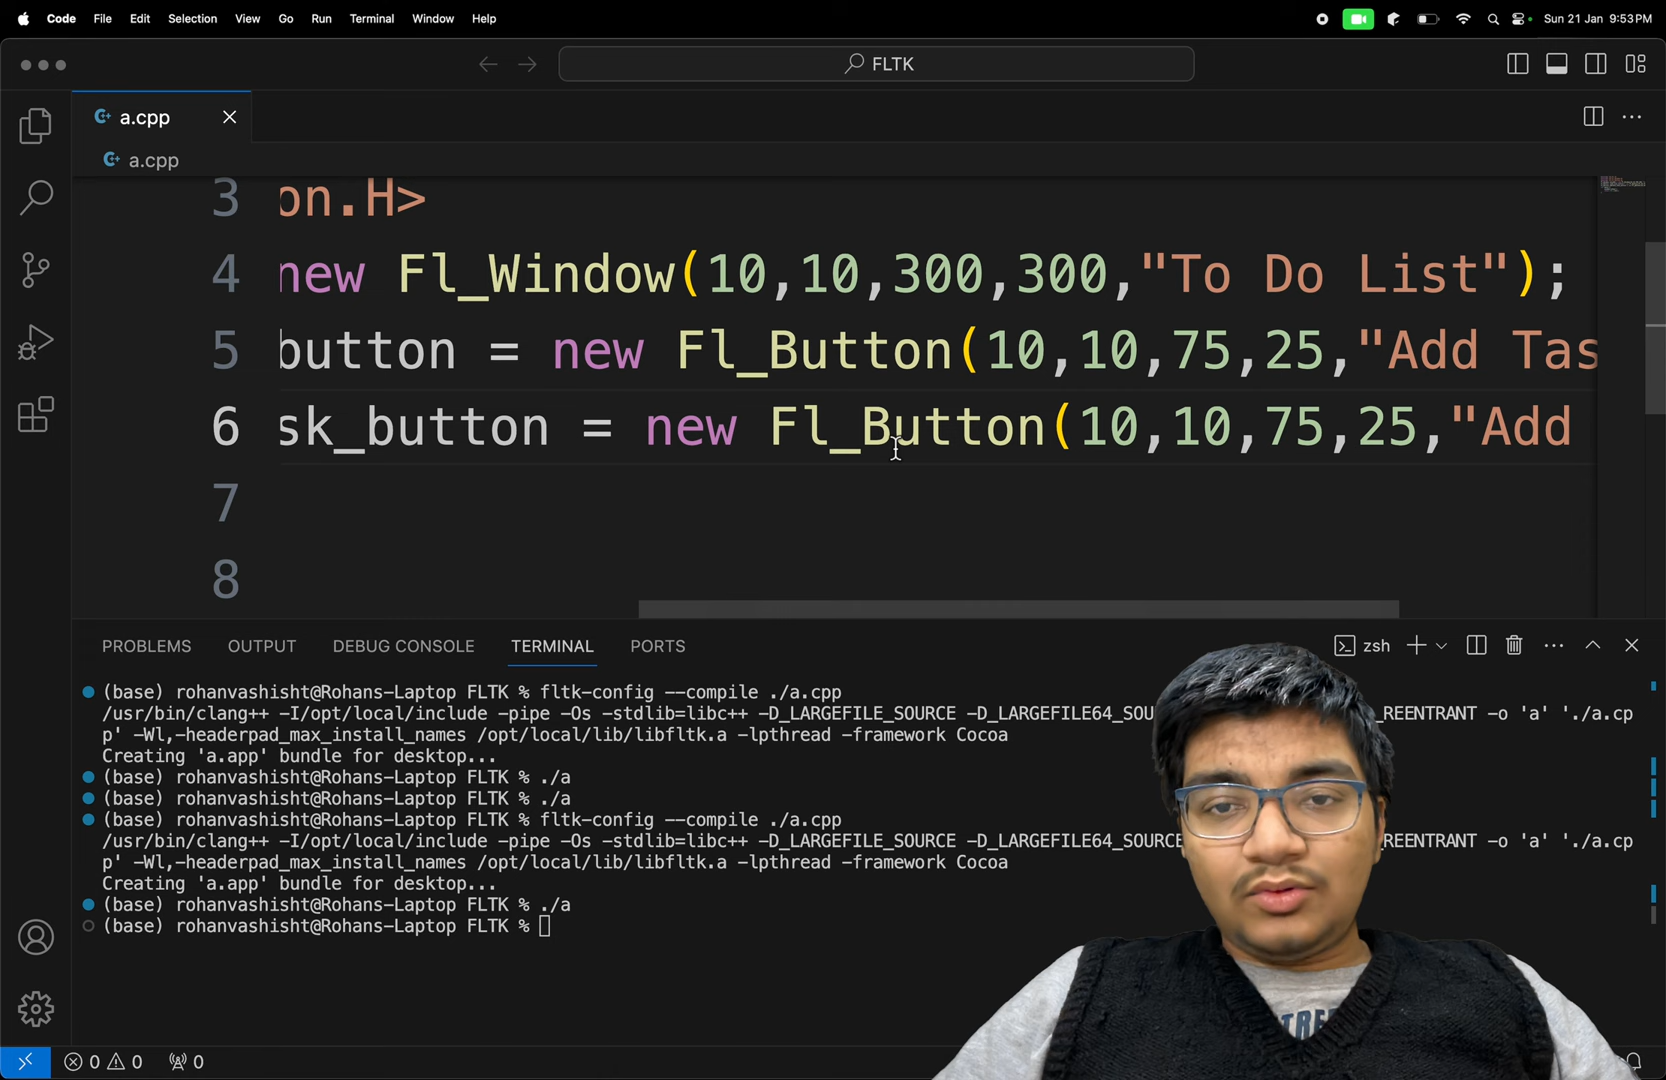 Code File Edit Selection View Go Run Terminal Window Help
Sun 21 Jan 9:53 PM
FLTK
a.cpp
a.cpp
3 on.H>
4 new Fl_Window(10,10,300,300,"To Do List");
5 button = new Fl_Button(10,10,75,25,"Add Tas
6 sk_button = new Fl_Button(10,10,75,25,"Add
7
8
PROBLEMS OUTPUT DEBUG CONSOLE TERMINAL PORTS
zsh
(base) rohanvashisht@Rohans-Laptop FLTK % fltk-config --compile ./a.cpp
/usr/bin/clang++ -I/opt/local/include -pipe -Os -stdlib=libc++ -D_LARGEFILE_SOURCE -D_LARGEFILE64_SOU _REENTRANT -o 'a' './a.cp
p' -Wl,-headerpad_max_install_names /opt/local/lib/libfltk.a -lpthread -framework Cocoa
Creating 'a.app' bundle for desktop...
(base) rohanvashisht@Rohans-Laptop FLTK % ./a
(base) rohanvashisht@Rohans-Laptop FLTK % ./a
(base) rohanvashisht@Rohans-Laptop FLTK % fltk-config --compile ./a.cpp
/usr/bin/clang++ -I/opt/local/include -pipe -Os -stdlib=libc++ -D_LARGEFILE_SOURCE -D_LARGEFILE64_SOUR _REENTRANT -o 'a' './a.cp
p' -Wl,-headerpad_max_install_names /opt/local/lib/libfltk.a -lpthread -framework Cocoa
Creating 'a.app' bundle for desktop...
(base) rohanvashisht@Rohans-Laptop FLTK % ./a
(base) rohanvashisht@Rohans-Laptop FLTK %
0 0 0